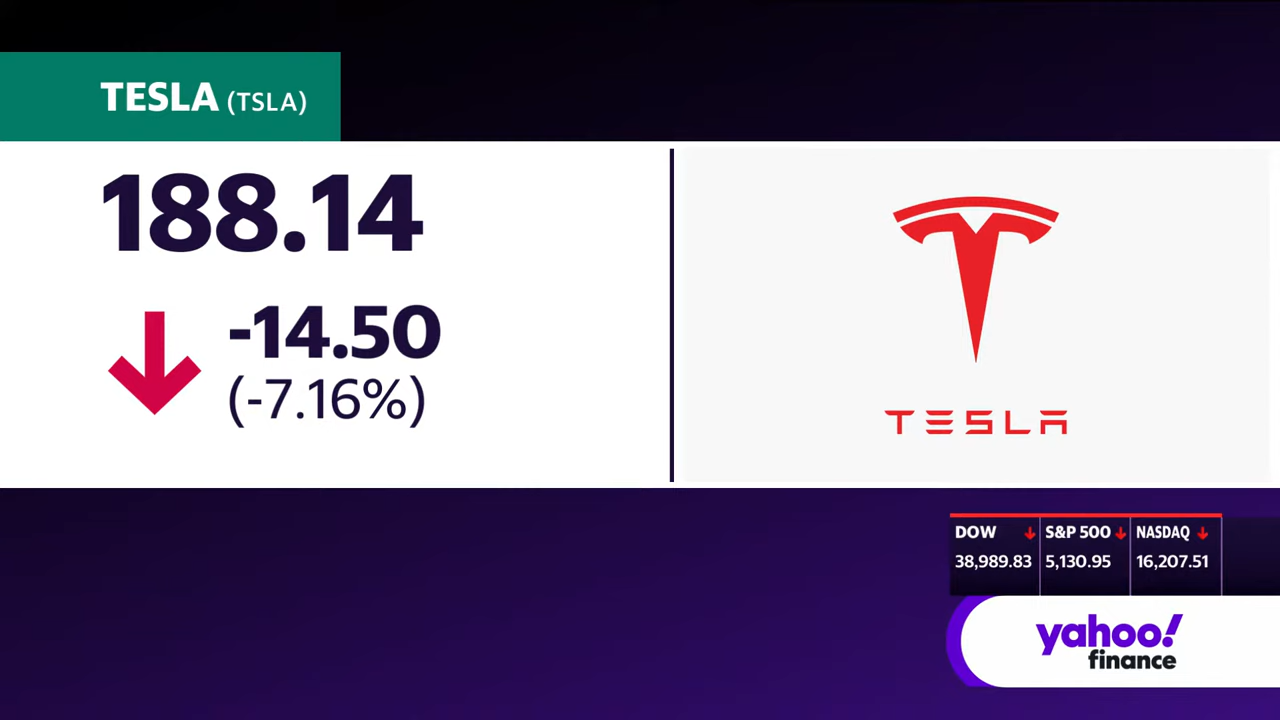 TESLA (TSLA)
188.14
-14.50
(-7.16%)
TESLA
DOW S&P 500 NASDAQ
38,989.83 5,130.95 16,207.51
yahoo!
finance